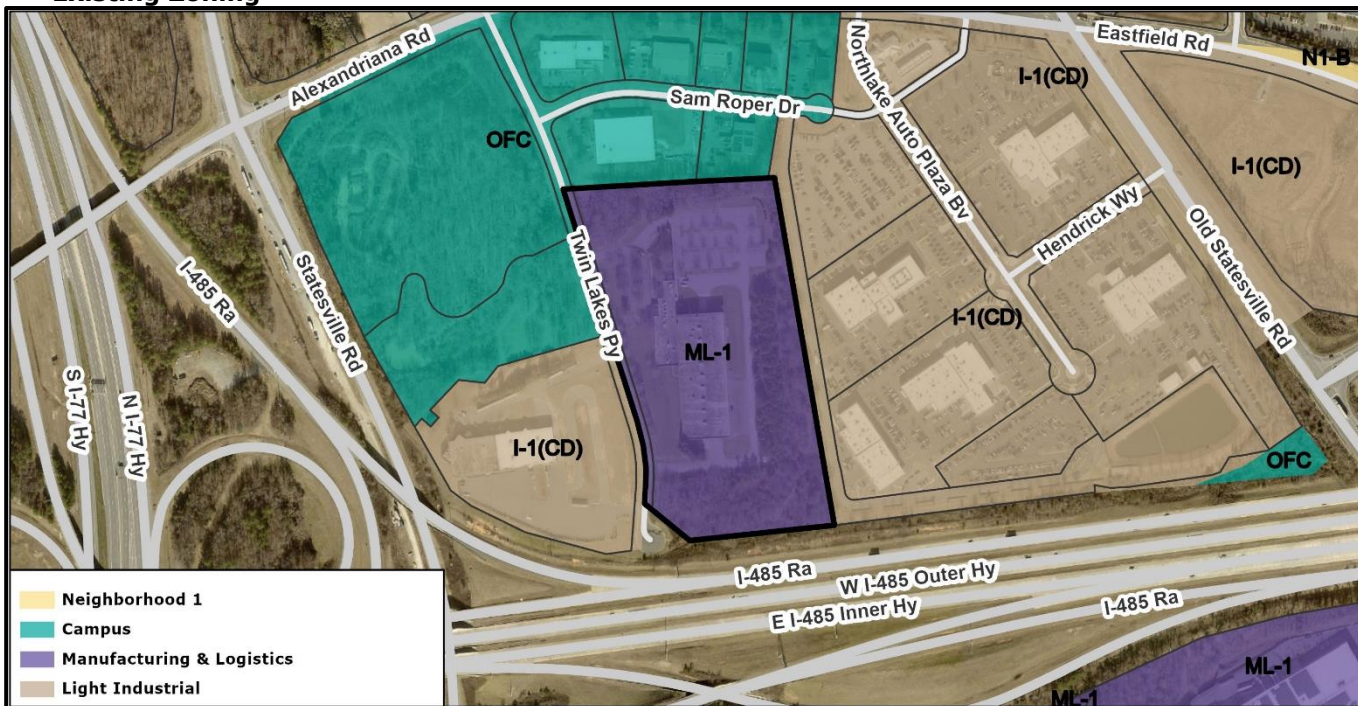 Existing Zoning
Alexandriana Rd
Eastfield Rd
N1-B
I-1(CD)
Northlake Auto Plaza Bv
Sam Roper Dr
OFC
I-1(CD)
Hendrick Wy
Old Statesville Rd
Twin Lakes Py
I-485 Ra
Statesville Rd
I-1(CD)
ML-1
S I-77 Hy
N I-77 Hy
I-1(CD)
OFC
I-485 Ra
W I-485 Outer Hy
E I-485 Inner Hy
I-485 Ra
ML-1
ML-1
Neighborhood 1
Campus
Manufacturing & Logistics
Light Industrial